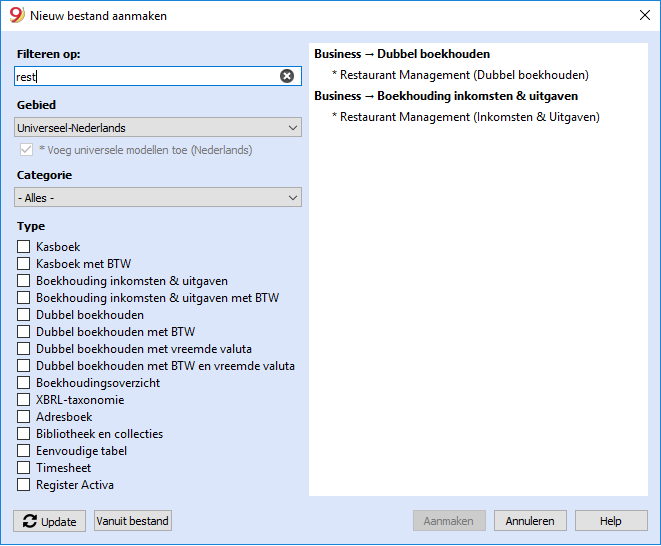 Nieuw bestand aanmaken
Filteren op:
rest
Gebied
Universeel-Nederlands
* Voeg universele modellen toe (Nederlands)
Categorie
- Alles -
Type
Kasboek
Kasboek met BTW
Boekhouding inkomsten & uitgaven
Boekhouding inkomsten & uitgaven met BTW
Dubbel boekhouden
Dubbel boekhouden met BTW
Dubbel boekhouden met vreemde valuta
Dubbel boekhouden met BTW en vreemde valuta
Boekhoudingsoverzicht
XBRL-taxonomie
Adresboek
Bibliotheek en collecties
Eenvoudige tabel
Timesheet
Register Activa
Business → Dubbel boekhouden
* Restaurant Management (Dubbel boekhouden)
Business → Boekhouding inkomsten & uitgaven
* Restaurant Management (Inkomsten & Uitgaven)
Update Vanuit bestand Aanmaken Annuleren Help